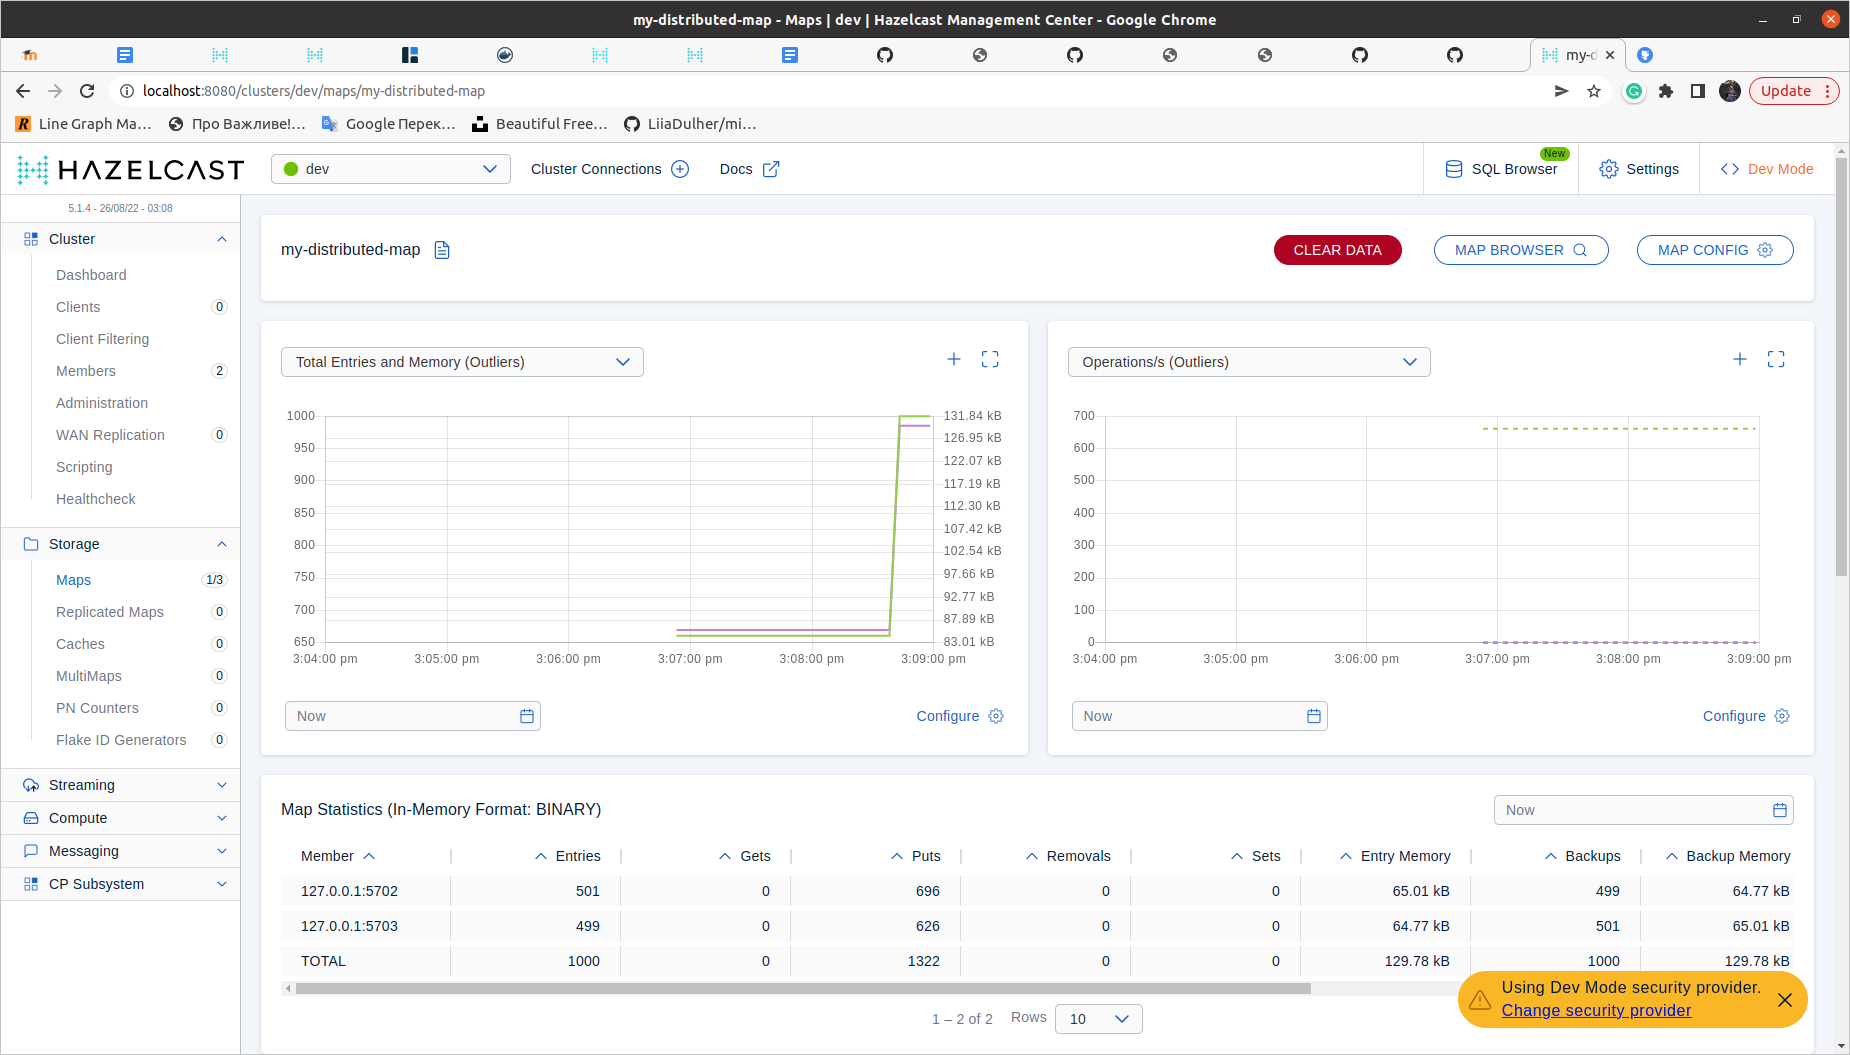 my-distributed-map - Maps | dev | Hazelcast Management Center - Google Chrome
my-d
localhost:8080/clusters/dev/maps/my-distributed-map
Update
Line Graph Ma... Про Важливе!... Google Перек... Beautiful Free... LiiaDulher/mi...
HAZELCAST
dev
Cluster Connections
Docs
SQL Browser
New
Settings
Dev Mode
5.1.4 - 26/08/22 - 03:08
Cluster
Dashboard
Clients 0
Client Filtering
Members 2
Administration
WAN Replication 0
Scripting
Healthcheck
Storage
Maps 1/3
Replicated Maps 0
Caches 0
MultiMaps 0
PN Counters 0
Flake ID Generators 0
Streaming
Compute
Messaging
CP Subsystem
my-distributed-map
CLEAR DATA
MAP BROWSER
MAP CONFIG
Total Entries and Memory (Outliers)
1000
950
900
850
800
750
700
650
131.84 kB
126.95 kB
122.07 kB
117.19 kB
112.30 kB
107.42 kB
102.54 kB
97.66 kB
92.77 kB
87.89 kB
83.01 kB
3:04:00 pm 3:05:00 pm 3:06:00 pm 3:07:00 pm 3:08:00 pm 3:09:00 pm
Now
Configure
Operations/s (Outliers)
700
600
500
400
300
200
100
0
3:04:00 pm 3:05:00 pm 3:06:00 pm 3:07:00 pm 3:08:00 pm 3:09:00 pm
Now
Configure
Map Statistics (In-Memory Format: BINARY)
Now
Member Entries Gets Puts Removals Sets Entry Memory Backups Backup Memory
127.0.0.1:5702 501 0 696 0 0 65.01 kB 499 64.77 kB
127.0.0.1:5703 499 0 626 0 0 64.77 kB 501 65.01 kB
TOTAL 1000 0 1322 0 0 129.78 kB 1000 129.78 kB
1 – 2 of 2 Rows 10
Using Dev Mode security provider.
Change security provider